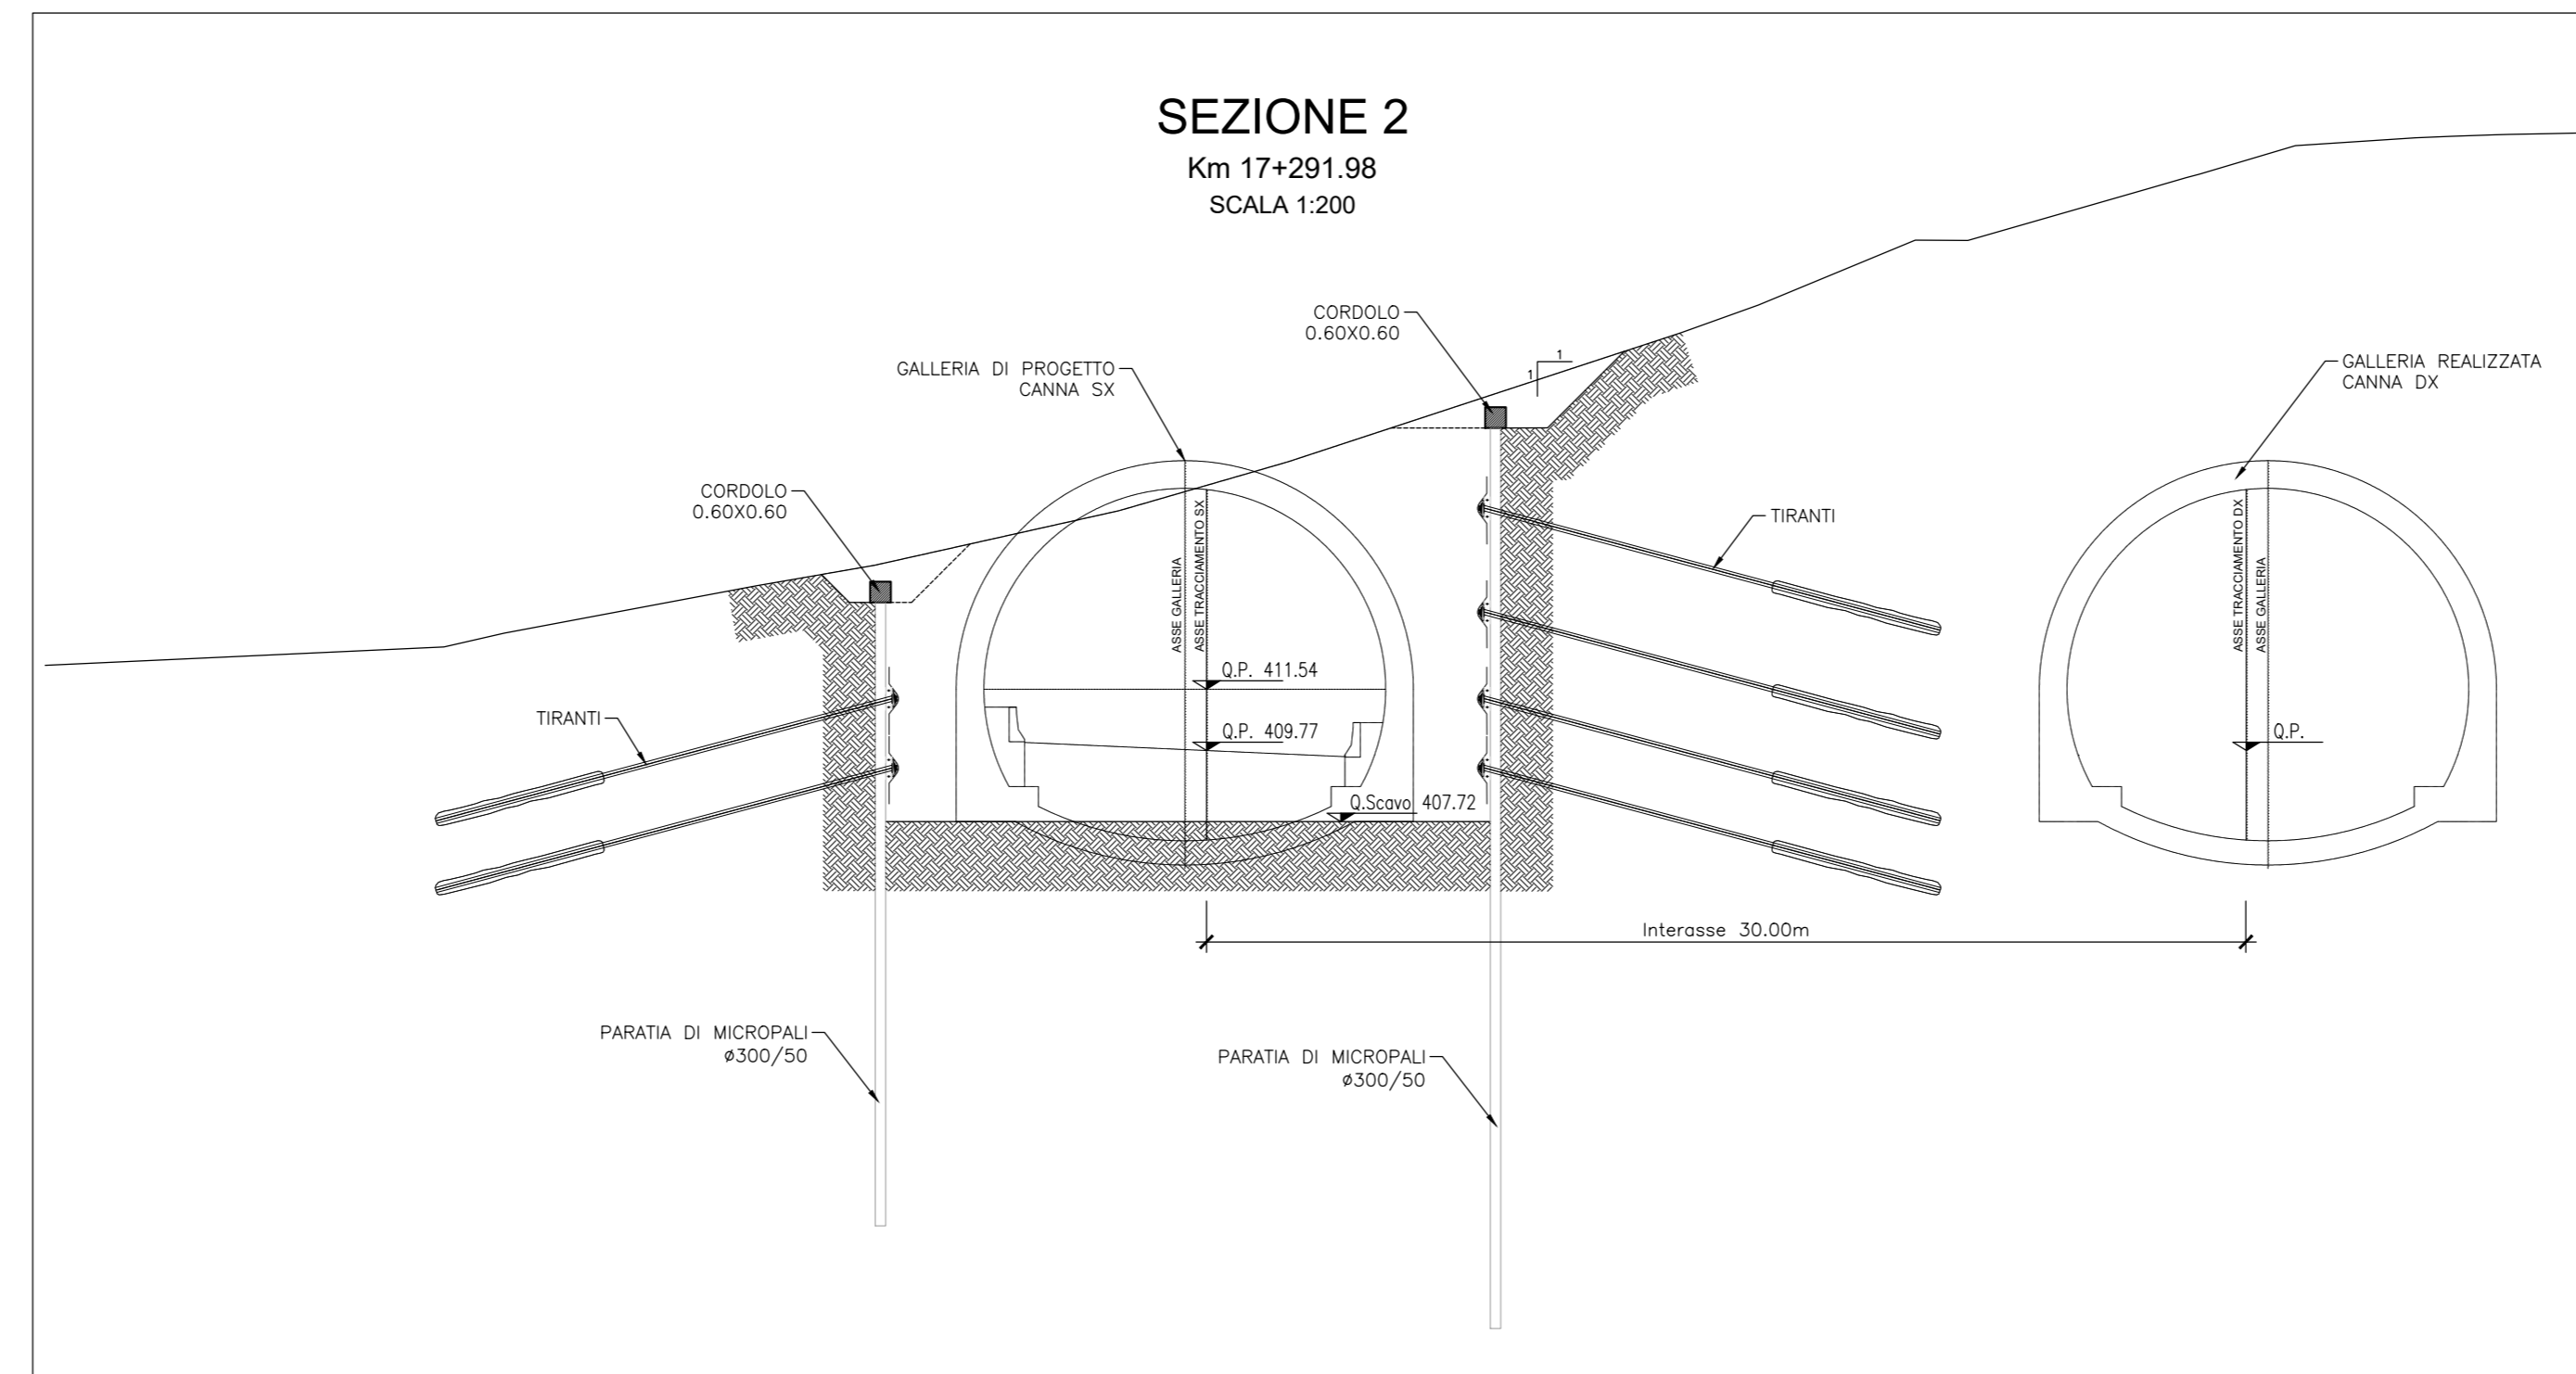 SEZIONE 2
Km 17+291.98
SCALA 1:200
CORDOLO
0.60X0.60
1
1
GALLERIA DI PROGETTO
CANNA SX
GALLERIA REALIZZATA
CANNA DX
CORDOLO
0.60X0.60
TIRANTI
ASSE GALLERIA
ASSE TRACCIAMENTO SX
ASSE TRACCIAMENTO DX
ASSE GALLERIA
Q.P. 411.54
TIRANTI
Q.P. 409.77
Q.P.
Q.Scavo 407.72
Interasse 30.00m
PARATIA DI MICROPALI
ø300/50
PARATIA DI MICROPALI
ø300/50